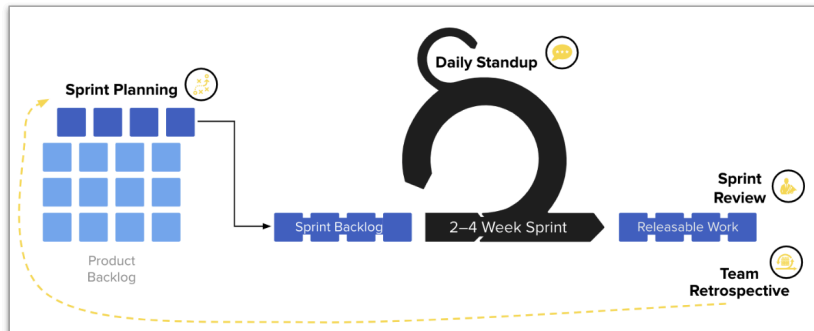 Daily Standup
Sprint Planning
Sprint
Review
Sprint Backlog
2–4 Week Sprint
Releasable Work
Product
Backlog
Team
Retrospective